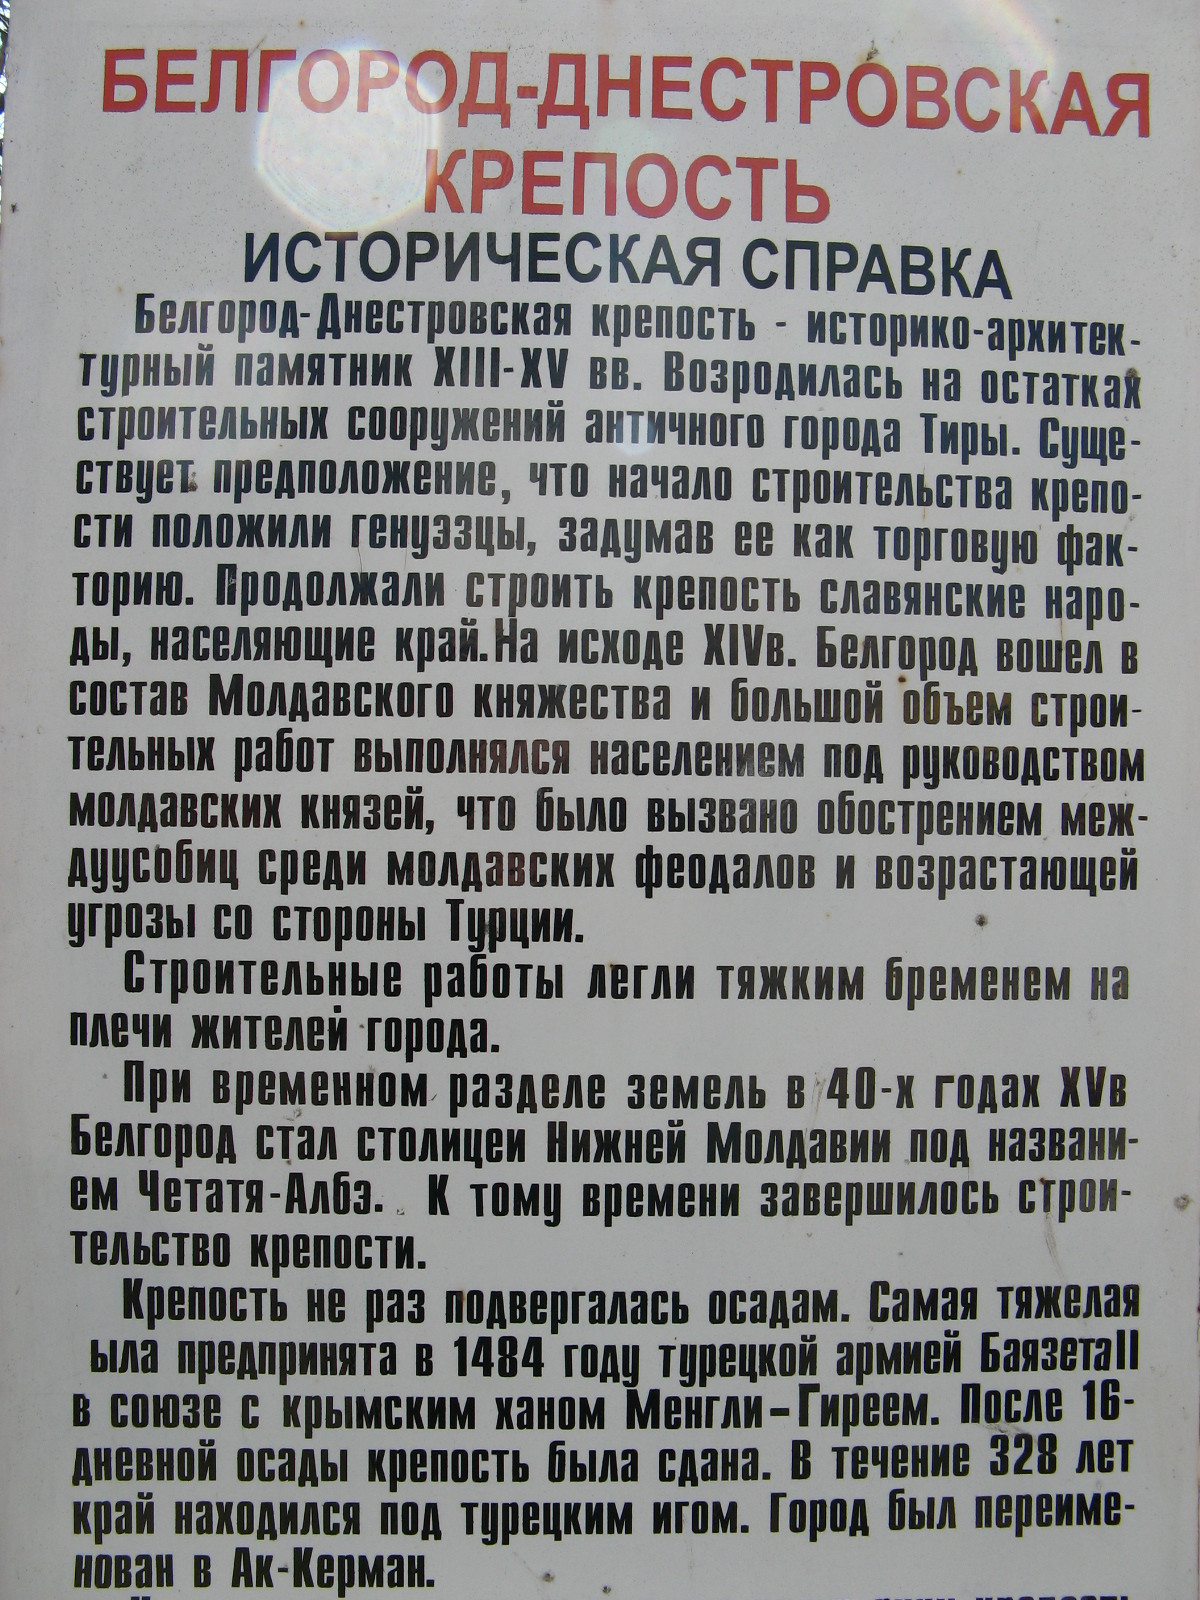 БЕЛГОРОД-ДНЕСТРОВСКАЯ
КРЕПОСТЬ
ИСТОРИЧЕСКАЯ СПРАВКА
Белгород-Днестровская крепость - историко-архитек-
турный памятник XIII-XV вв. Возродилась на остатках
строительных сооружений античного города Тиры. Суще-
ствует предположение, что начало строительства крепо-
сти положили генуэзцы, задумав ее как торговую фак-
торию. Продолжали строить крепость славянские наро-
ды, населяющие край.На исходе XIVв. Белгород вошел в
состав Молдавского княжества и большой объем строи-
тельных работ выполнялся населением под руководством
молдавских князей, что было вызвано обострением меж-
дуусобиц среди молдавских феодалов и возрастающей
угрозы со стороны Турции.
Строительные работы легли тяжким бременем на
плечи жителей города.
При временном разделе земель в 40-х годах XVв
Белгород стал столицеи Нижней Молдавии под названи-
ем Четатя-Албэ. К тому времени завершилось строи-
тельство крепости.
Крепость не раз подвергалась осадам. Самая тяжелая
ыла предпринята в 1484 году турецкой армией БаязетаII
в союзе с крымским ханом Менгли-Гиреем. После 16-
дневной осады крепость была сдана. В течение 328 лет
край находился под турецким игом. Город был переиме-
нован в Ак-Керман.
крепость